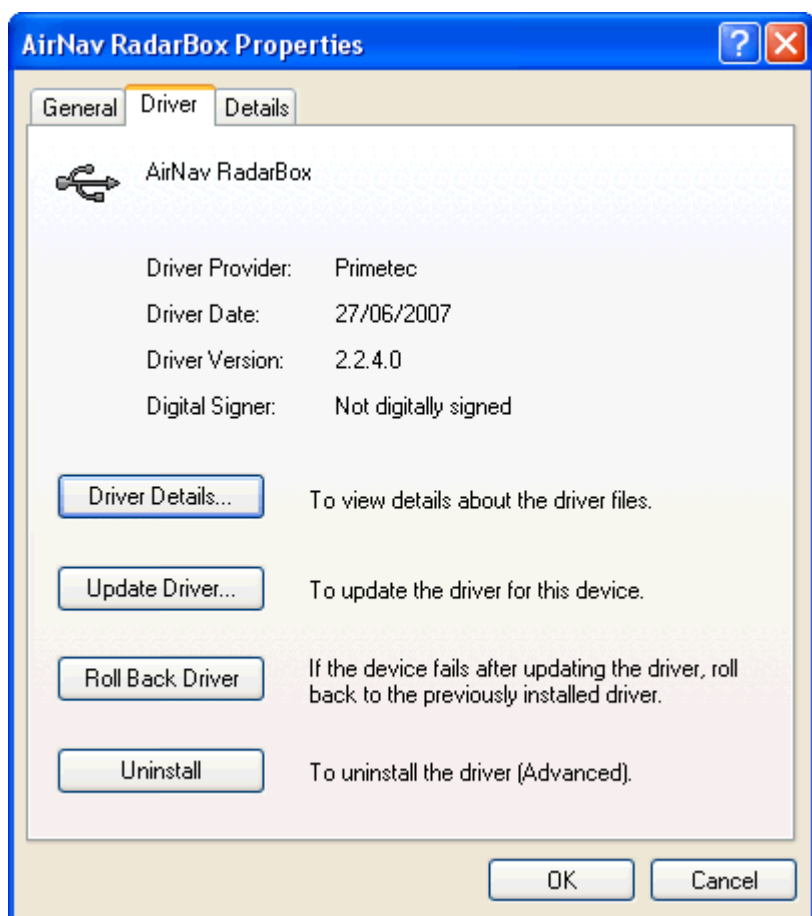 AirNav RadarBox Properties
?
General Driver Details
AirNav RadarBox
Driver Provider: Primetec
Driver Date: 27/06/2007
Driver Version: 2.2.4.0
Digital Signer: Not digitally signed
Driver Details... To view details about the driver files.
Update Driver... To update the driver for this device.
Roll Back Driver If the device fails after updating the driver, roll
back to the previously installed driver.
Uninstall To uninstall the driver (Advanced).
OK Cancel